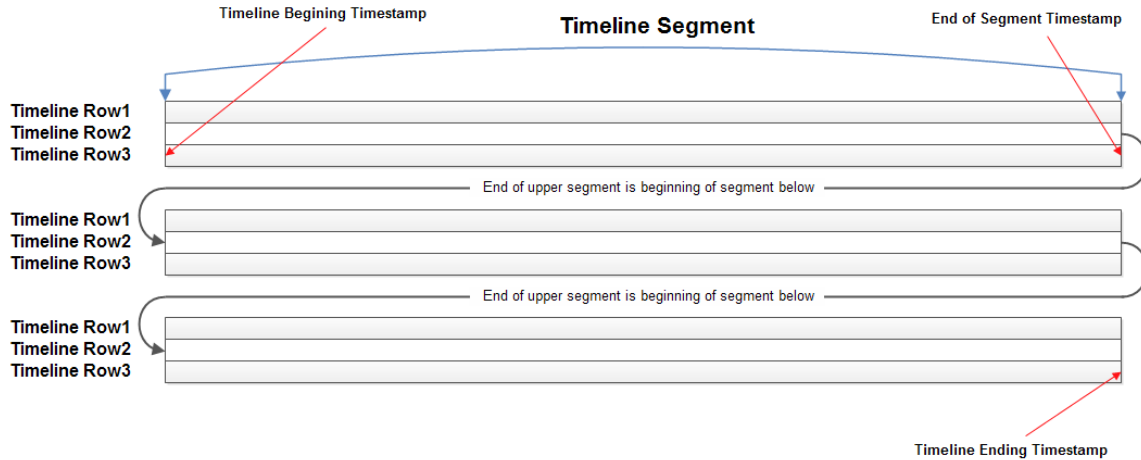 Timeline Begining Timestamp
End of Segment Timestamp
Timeline Segment
Timeline Row1
Timeline Row2
Timeline Row3
End of upper segment is beginning of segment below
Timeline Row1
Timeline Row2
Timeline Row3
End of upper segment is beginning of segment below
Timeline Row1
Timeline Row2
Timeline Row3
Timeline Ending Timestamp